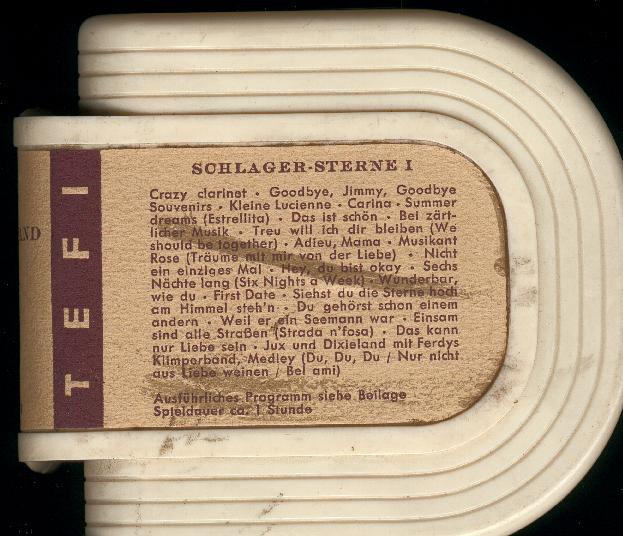 SCHLAGER-STERNE I
Crazy clarinet • Goodbye, Jimmy, Goodbye
Souvenirs • Kleine Lucienne • Carina • Summer
dreams (Estrellita) • Das ist schön • Bei zärt-
licher Musik • Treu will ich dir bleiben (We
should be together) • Adieu, Mama • Musikant
Rose (Träume mit mir von der Liebe) • Nicht
ein einziges Mal • Hey, du bist okay • Sechs
Nächte lang (Six Nights a Week) • Wunderbar,
wie du • First Date • Siehst du die Sterne hoch
am Himmel steh'n • Du gehörst schon einem
andern • Weil er ein Seemann war • Einsam
sind alle Straßen (Strada n'fosa) • Das kann
nur Liebe sein • Jux und Dixieland mit Ferdys
Klimperband, Medley (Du, Du, Du / Nur nicht
aus Liebe weinen / Bel ami)
Ausführliches Programm siehe Beilage
Spieldauer ca. 1 Stunde
TEFI